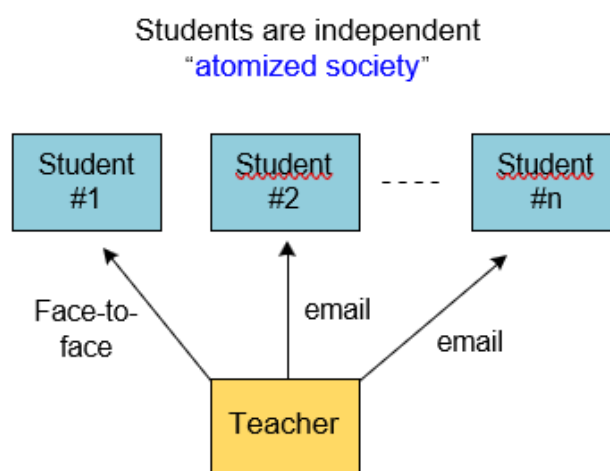 Students are independent
“atomized society”
Student
#1
Student
#2
----
Student
#n
Face-to-
face
email
email
Teacher